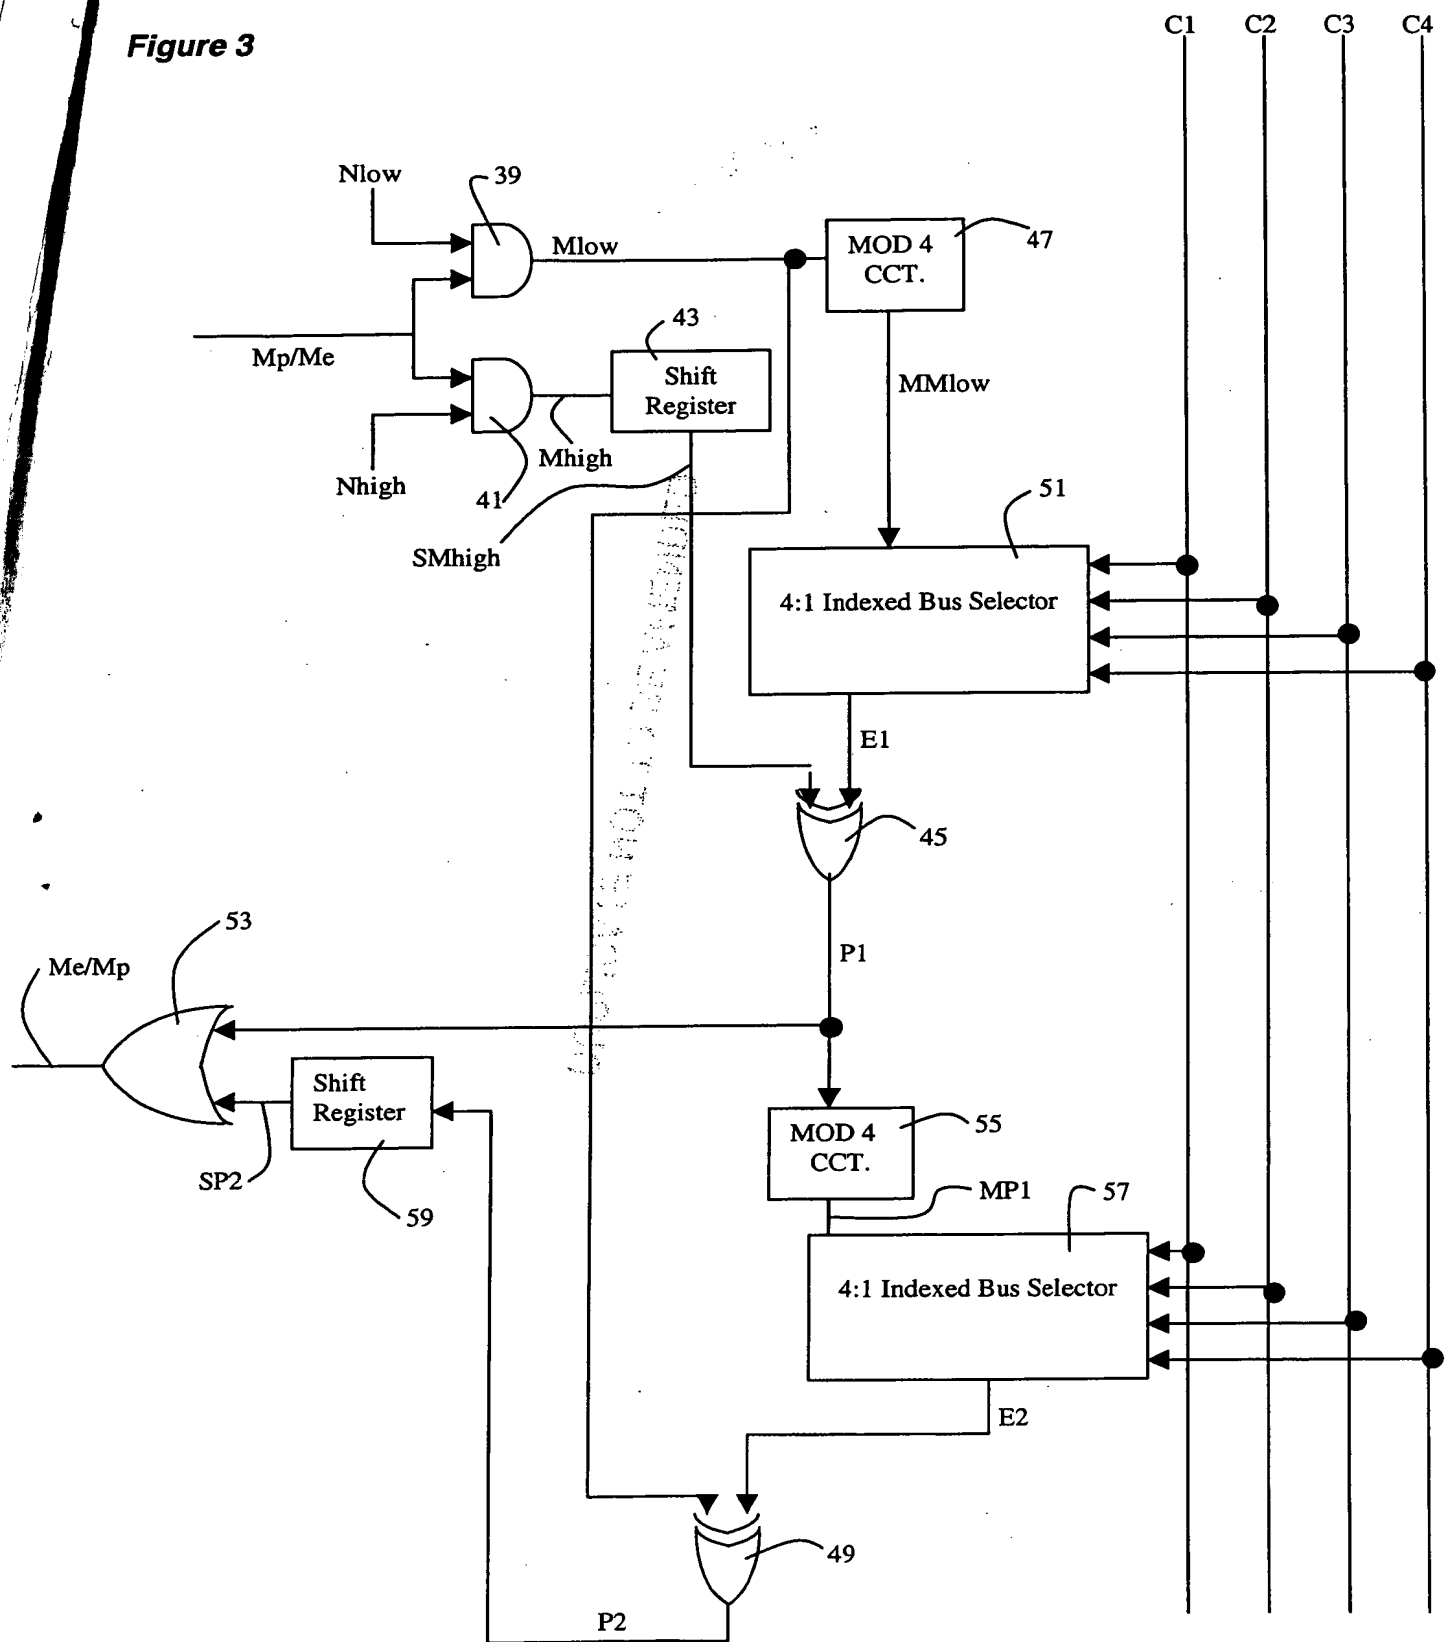 Figure 3
C1 C2 C3 C4
Nlow
39
Mlow
MOD 4
CCT.
47
Mp/Me
43
Shift
Register
MMlow
Mhigh
Nhigh
41
SMhigh
51
4:1 Indexed Bus Selector
E1
45
53
P1
Me/Mp
Shift
Register
MOD 4
CCT.
55
SP2
59
MP1
57
4:1 Indexed Bus Selector
E2
49
P2